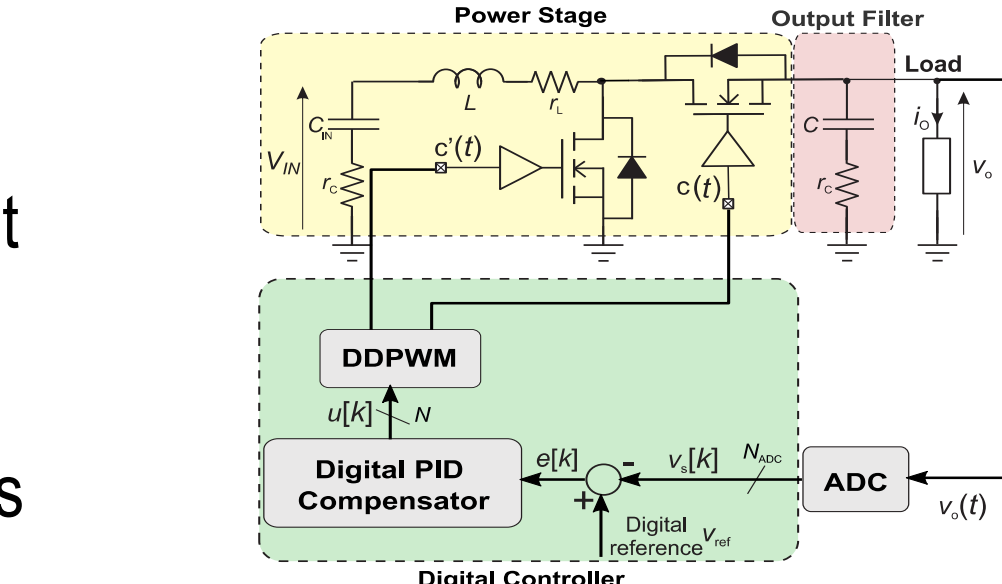 Power Stage
Output Filter
Load
L
r_L
C_IN
V_IN
r_C
c'(t)
c(t)
C
r_C
i_O
v_o
t
DDPWM
u[k]
N
s
Digital PID
Compensator
e[k]
-
+
v_s[k]
N_ADC
ADC
v_o(t)
Digital
reference
v_ref
Digital Controller